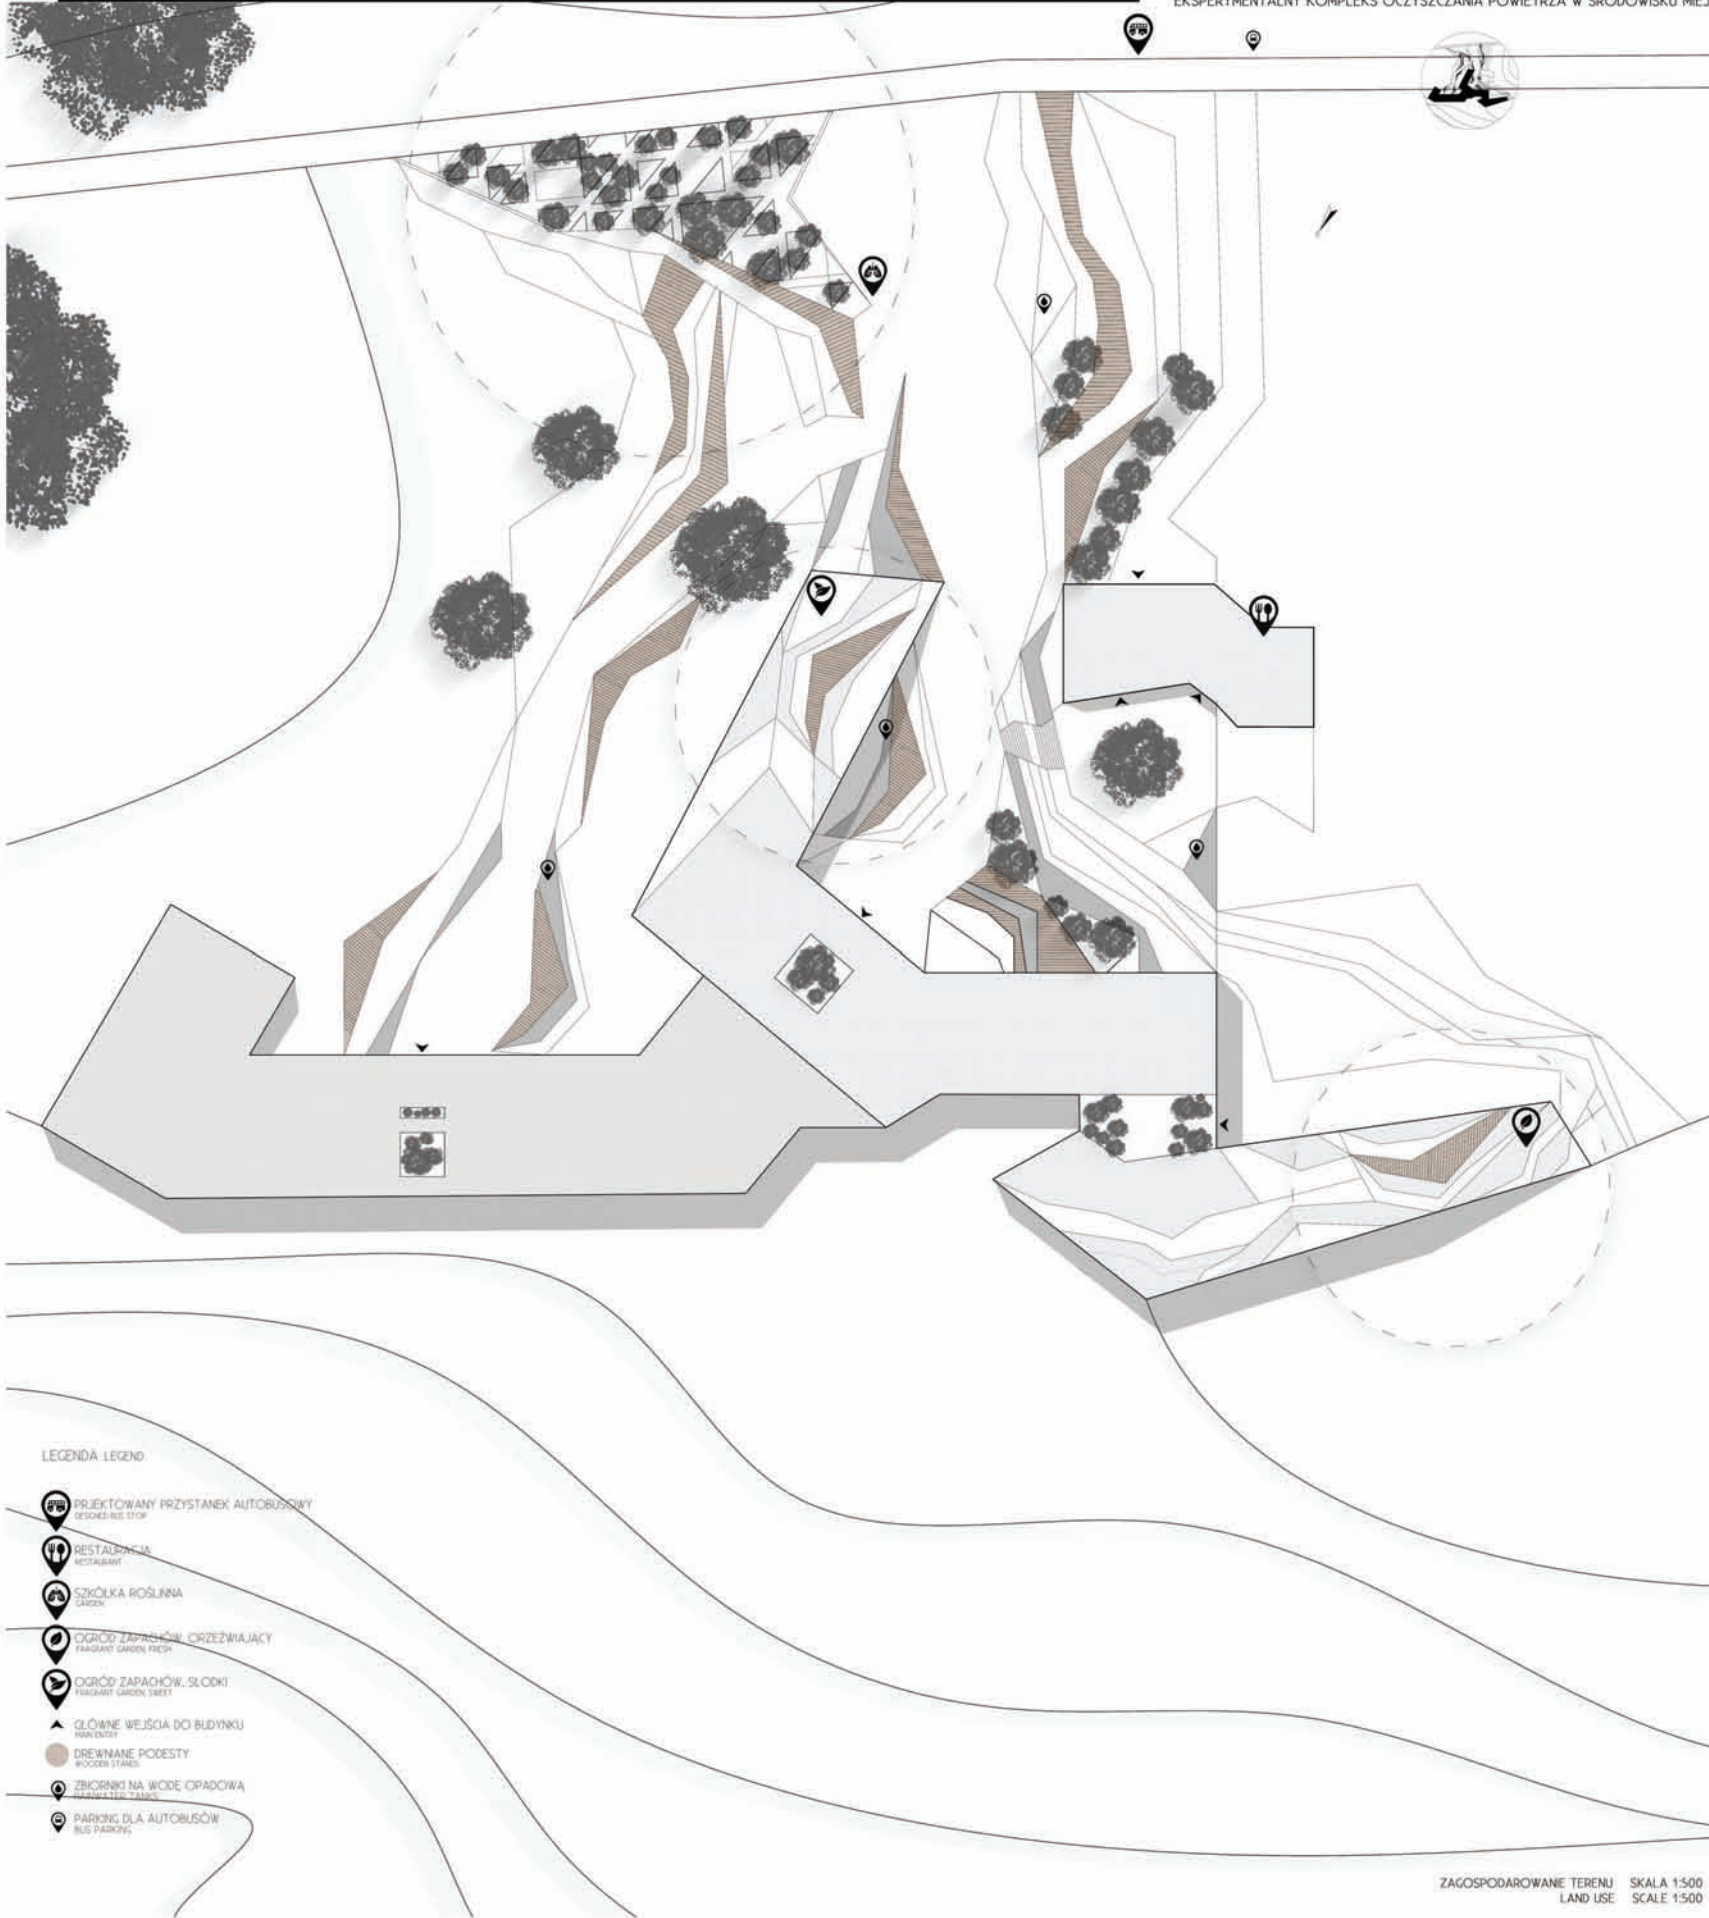 EKSPERYMENTALNY KOMPLEKS OCZYSZCZANIA POWIETRZA W ŚRODOWISKU MIEJ
LEGENDA LEGEND
PRJEKTOWANY PRZYSTANEK AUTOBUSOWY
DESIGNED BUS STOP
RESTAURACJA
RESTAURANT
SZKÓŁKA ROŚLINNA
GARDEN
OGRÓD ZAPACHÓW, ORZEŹWIAJĄCY
FRAGRANT GARDEN, FRESH
OGRÓD ZAPACHÓW, SŁODKI
FRAGRANT GARDEN, SWEET
GŁÓWNE WEJŚCIA DO BUDYNKU
MAIN ENTRY
DREWNIANE PODESTY
WOODEN STANDS
ZBIORNIKI NA WODĘ OPADOWĄ
RAINWATER TANKS
PARKING DLA AUTOBUSÓW
BUS PARKING
ZAGOSPODAROWANIE TERENU SKALA 1:500
LAND USE SCALE 1:500